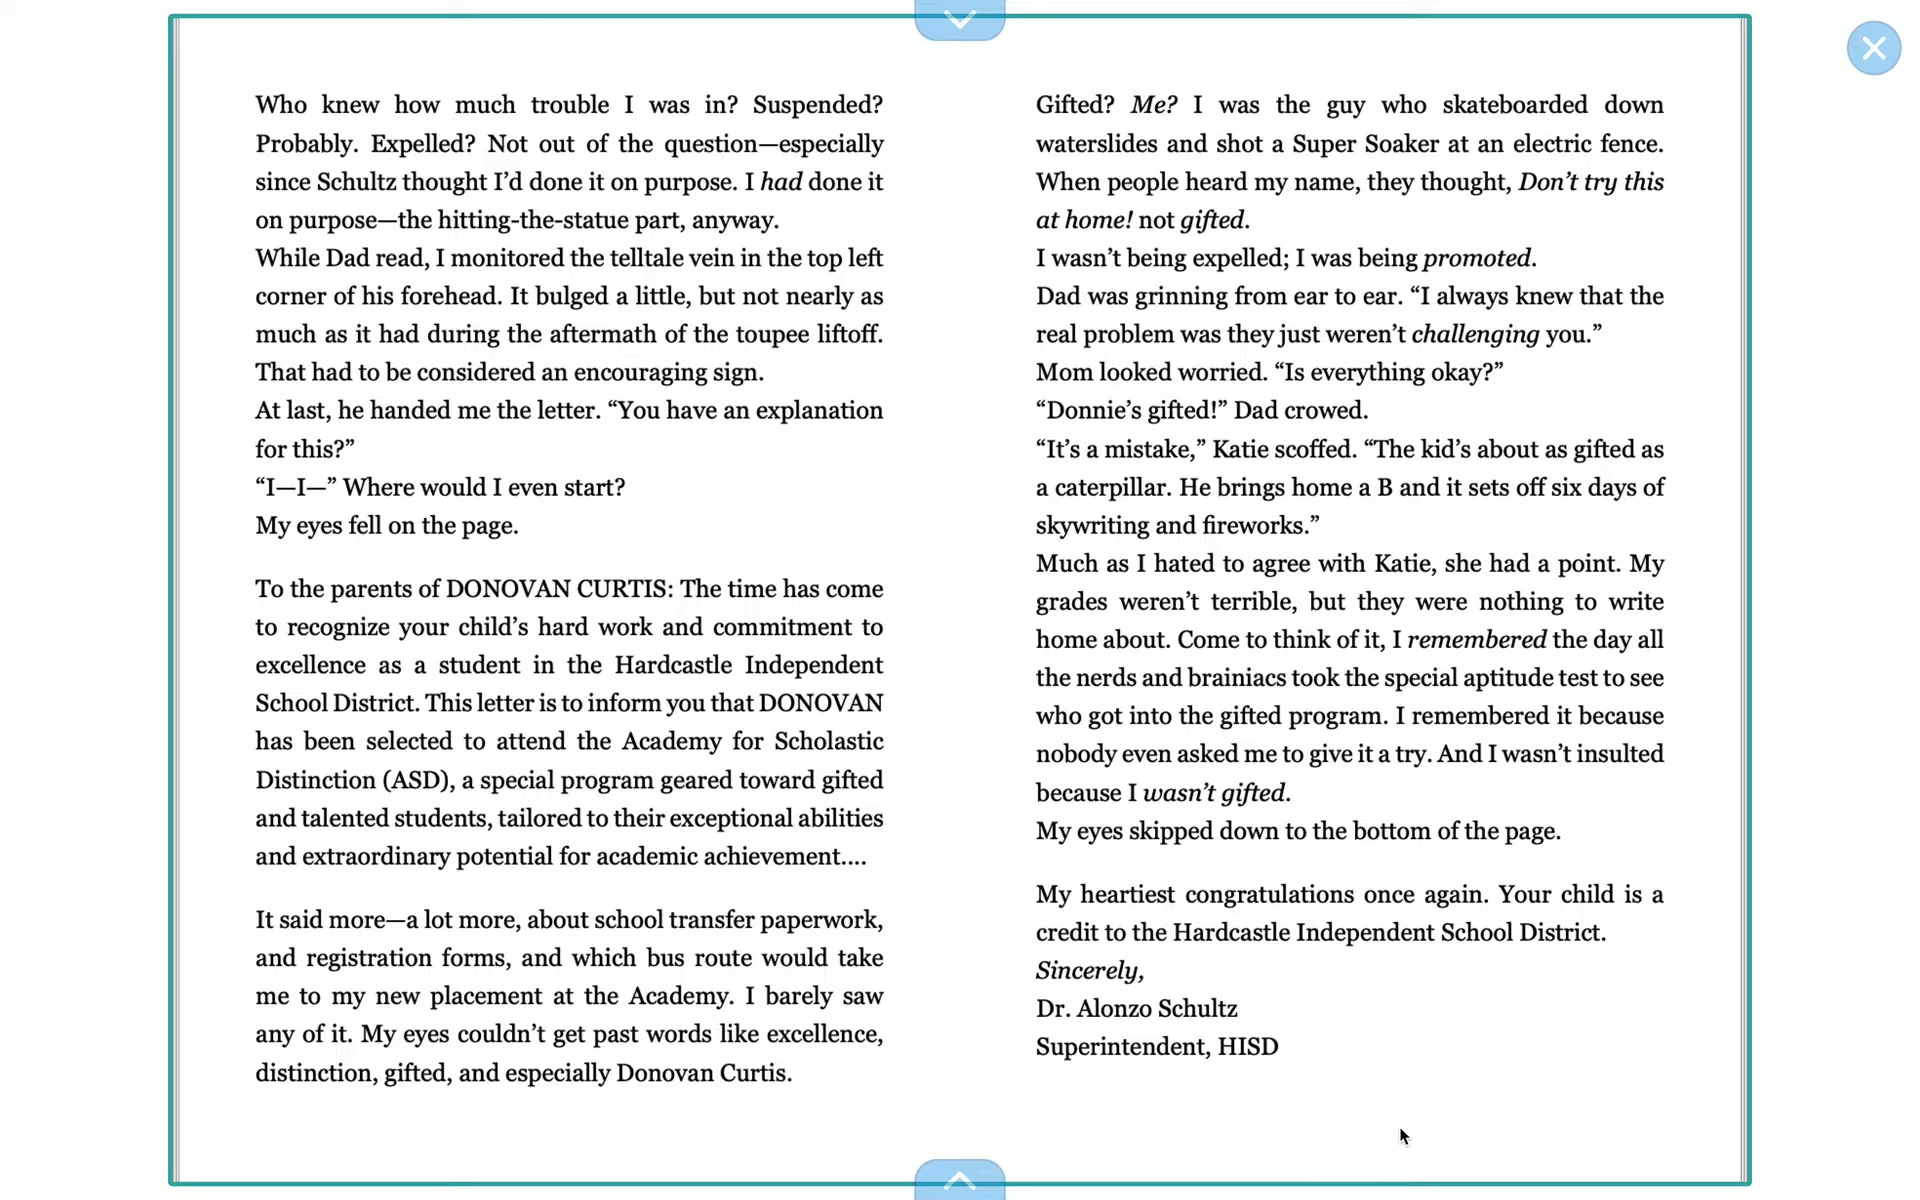 Who knew how much trouble I was in? Suspended?
Probably. Expelled? Not out of the question—especially
since Schultz thought I’d done it on purpose. I had done it
on purpose—the hitting-the-statue part, anyway.
While Dad read, I monitored the telltale vein in the top left
corner of his forehead. It bulged a little, but not nearly as
much as it had during the aftermath of the toupee liftoff.
That had to be considered an encouraging sign.
At last, he handed me the letter. “You have an explanation
for this?”
“I—I—” Where would I even start?
My eyes fell on the page.
To the parents of DONOVAN CURTIS: The time has come
to recognize your child’s hard work and commitment to
excellence as a student in the Hardcastle Independent
School District. This letter is to inform you that DONOVAN
has been selected to attend the Academy for Scholastic
Distinction (ASD), a special program geared toward gifted
and talented students, tailored to their exceptional abilities
and extraordinary potential for academic achievement....
It said more—a lot more, about school transfer paperwork,
and registration forms, and which bus route would take
me to my new placement at the Academy. I barely saw
any of it. My eyes couldn’t get past words like excellence,
distinction, gifted, and especially Donovan Curtis.
Gifted? Me? I was the guy who skateboarded down
waterslides and shot a Super Soaker at an electric fence.
When people heard my name, they thought, Don’t try this
at home! not gifted.
I wasn’t being expelled; I was being promoted.
Dad was grinning from ear to ear. “I always knew that the
real problem was they just weren’t challenging you.”
Mom looked worried. “Is everything okay?”
“Donnie’s gifted!” Dad crowed.
“It’s a mistake,” Katie scoffed. “The kid’s about as gifted as
a caterpillar. He brings home a B and it sets off six days of
skywriting and fireworks.”
Much as I hated to agree with Katie, she had a point. My
grades weren’t terrible, but they were nothing to write
home about. Come to think of it, I remembered the day all
the nerds and brainiacs took the special aptitude test to see
who got into the gifted program. I remembered it because
nobody even asked me to give it a try. And I wasn’t insulted
because I wasn’t gifted.
My eyes skipped down to the bottom of the page.
My heartiest congratulations once again. Your child is a
credit to the Hardcastle Independent School District.
Sincerely,
Dr. Alonzo Schultz
Superintendent, HISD